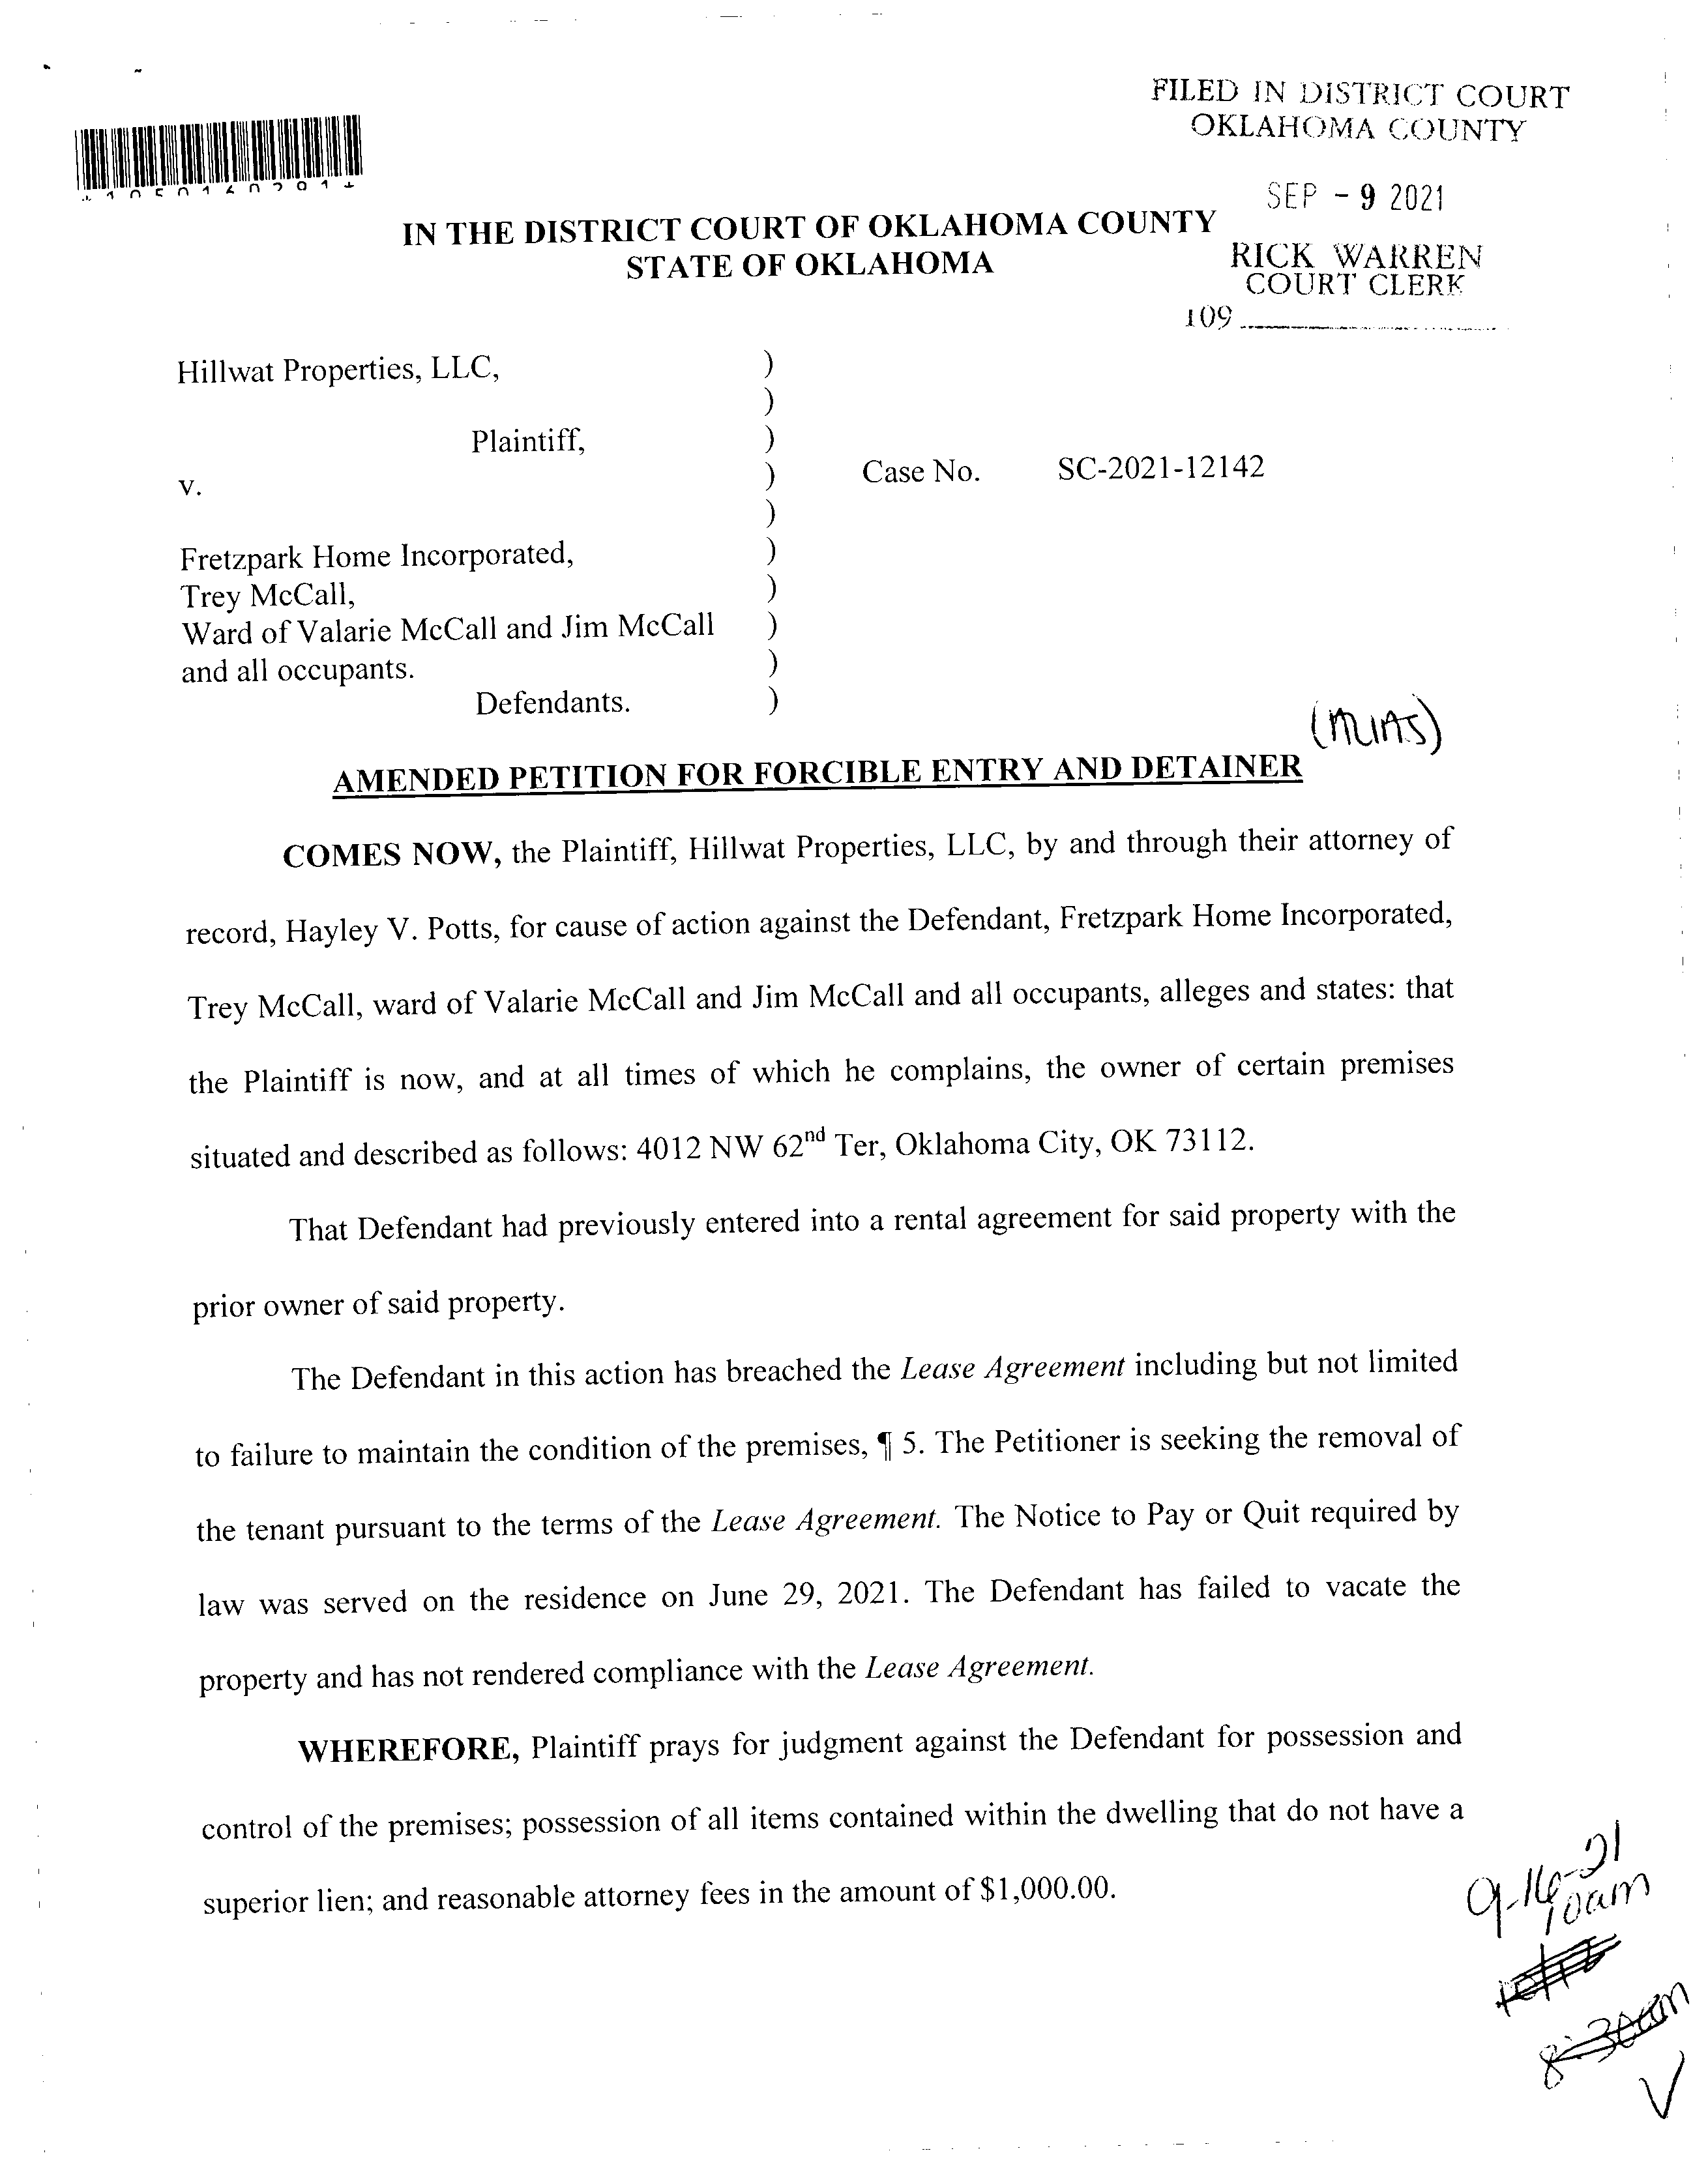 FILED IN DISTRICT COURT
OKLAHOMA COUNTY
SEP - 9 2021
RICK WARREN
COURT CLERK
109
IN THE DISTRICT COURT OF OKLAHOMA COUNTY
STATE OF OKLAHOMA
Hillwat Properties, LLC, )
)
Plaintiff, )
) Case No. SC-2021-12142
v.
)
Fretzpark Home Incorporated, )
Trey McCall, )
Ward of Valarie McCall and Jim McCall )
and all occupants. )
Defendants. )
(ALIAS)
AMENDED PETITION FOR FORCIBLE ENTRY AND DETAINER
COMES NOW, the Plaintiff, Hillwat Properties, LLC, by and through their attorney of
record, Hayley V. Potts, for cause of action against the Defendant, Fretzpark Home Incorporated,
Trey McCall, ward of Valarie McCall and Jim McCall and all occupants, alleges and states: that
the Plaintiff is now, and at all times of which he complains, the owner of certain premises
situated and described as follows: 4012 NW 62nd Ter, Oklahoma City, OK 73112.
That Defendant had previously entered into a rental agreement for said property with the
prior owner of said property.
The Defendant in this action has breached the Lease Agreement including but not limited
to failure to maintain the condition of the premises, ¶ 5. The Petitioner is seeking the removal of
the tenant pursuant to the terms of the Lease Agreement. The Notice to Pay or Quit required by
law was served on the residence on June 29, 2021. The Defendant has failed to vacate the
property and has not rendered compliance with the Lease Agreement.
WHEREFORE, Plaintiff prays for judgment against the Defendant for possession and
control of the premises; possession of all items contained within the dwelling that do not have a
superior lien; and reasonable attorney fees in the amount of $1,000.00.
9-16-21
10am
8:30am
V